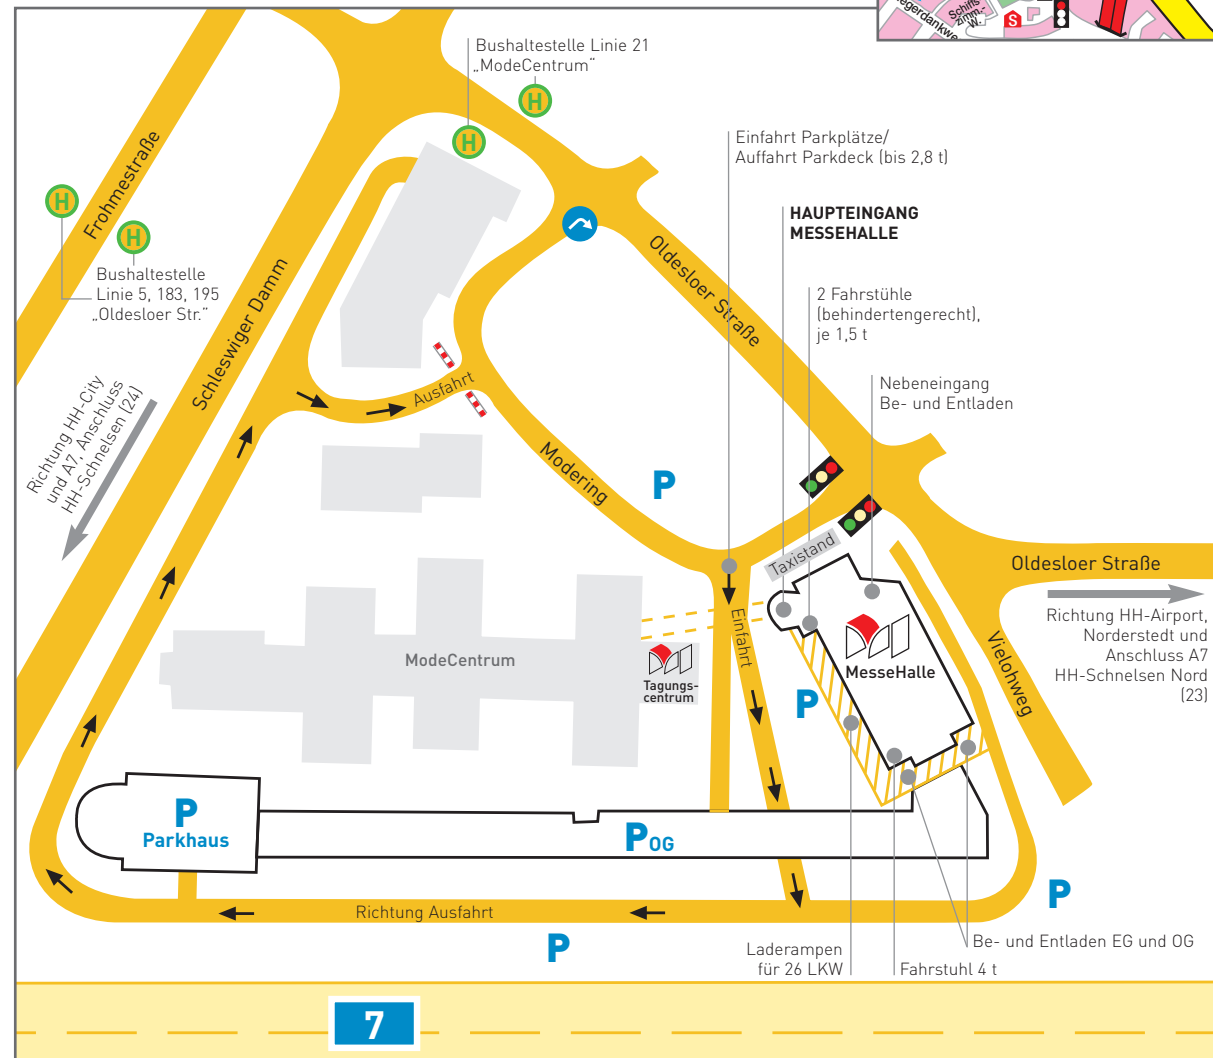 egerdankwe
Schiffs
zimm.-
W.
S
Bushaltestelle Linie 21
„ModeCentrum“
H
H
Einfahrt Parkplätze/
Auffahrt Parkdeck (bis 2,8 t)
Frohmestraße
H
H
Bushaltestelle
Linie 5, 183, 195
„Oldesloer Str.“
HAUPTEINGANG
MESSEHALLE
Oldesloer Straße
2 Fahrstühle
(behindertengerecht),
je 1,5 t
Schleswiger Damm
Nebeneingang
Be- und Entladen
Ausfahrt
Richtung HH-City
und A7, Anschluss
HH-Schnelsen (24)
Modering
P
Taxistand
Oldesloer Straße
Richtung HH-Airport,
Norderstedt und
Anschluss A7
HH-Schnelsen Nord
(23)
Einfahrt
ModeCentrum
Tagungs-
centrum
MesseHalle
Vielohweg
P
P
Parkhaus
POG
P
Richtung Ausfahrt
P
Laderampen
für 26 LKW
Fahrstuhl 4 t
Be- und Entladen EG und OG
7